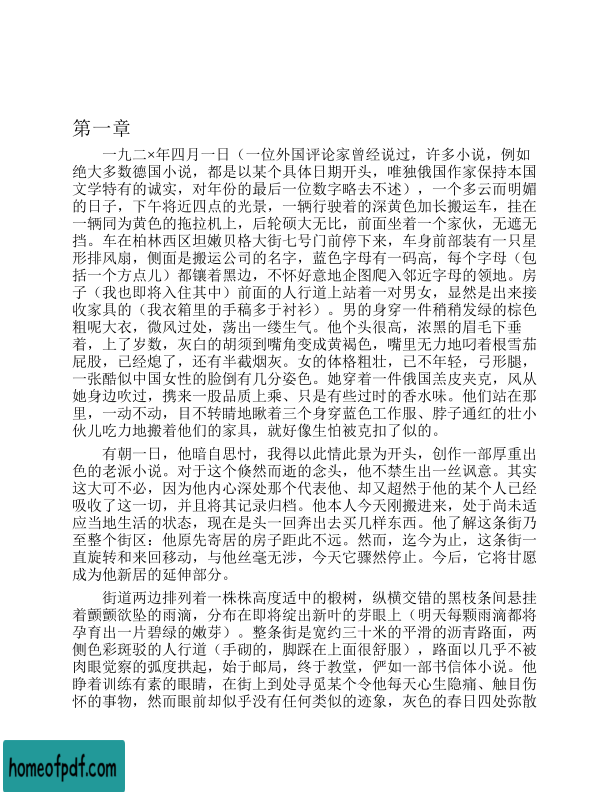 第一章
一九二×年四月一日（一位外国评论家曾经说过，许多小说，例如
绝大多数德国小说，都是以某个具体日期开头，唯独俄国作家保持本国
文学特有的诚实，对年份的最后一位数字略去不述），一个多云而明媚
的日子，下午将近四点的光景，一辆行驶着的深黄色加长搬运车，挂在
一辆同为黄色的拖拉机上，后轮硕大无比，前面坐着一个家伙，无遮无
挡。车在柏林西区坦嫩贝格大街七号门前停下来，车身前部装有一只星
形排风扇，侧面是搬运公司的名字，蓝色字母有一码高，每个字母（包
括一个方点儿）都镶着黑边，不怀好意地企图爬入邻近字母的领地。房
子（我也即将入住其中）前面的人行道上站着一对男女，显然是出来接
收家具的（我衣箱里的手稿多于衬衫）。男的身穿一件稍稍发绿的棕色
粗呢大衣，微风过处，荡出一缕生气。他个头很高，浓黑的眉毛下垂
着，上了岁数，灰白的胡须到嘴角变成黄褐色，嘴里无力地叼着根雪茄
屁股，已经熄了，还有半截烟灰。女的体格粗壮，已不年轻，弓形腿，
一张酷似中国女性的脸倒有几分姿色。她穿着一件俄国羔皮夹克，风从
她身边吹过，携来一股品质上乘、只是有些过时的香水味。他们站在那
里，一动不动，目不转睛地瞅着三个身穿蓝色工作服、脖子通红的壮小
伙儿吃力地搬着他们的家具，就好像生怕被克扣了似的。
有朝一日，他暗自思忖，我得以此情此景为开头，创作一部厚重出
色的老派小说。对于这个倏然而逝的念头，他不禁生出一丝讽意。其实
这大可不必，因为他内心深处那个代表他、却又超然于他的某个人已经
吸收了这一切，并且将其记录归档。他本人今天刚搬进来，处于尚未适
应当地生活的状态，现在是头一回奔出去买几样东西。他了解这条街乃
至整个街区：他原先寄居的房子距此不远。然而，迄今为止，这条街一
直旋转和来回移动，与他丝毫无涉，今天它骤然停止。今后，它将甘愿
成为他新居的延伸部分。
街道两边排列着一株株高度适中的椴树，纵横交错的黑枝条间悬挂
着颤颤欲坠的雨滴，分布在即将绽出新叶的芽眼上（明天每颗雨滴都将
孕育出一片碧绿的嫩芽）。整条街是宽约三十米的平滑的沥青路面，两
侧色彩斑驳的人行道（手砌的，脚踩在上面很舒服），路面以几乎不被
肉眼觉察的弧度拱起，始于邮局，终于教堂，俨如一部书信体小说。他
睁着训练有素的眼睛，在街上到处寻觅某个令他每天心生隐痛、触目伤
怀的事物，然而眼前却似乎没有任何类似的迹象，灰色的春日四处弥散
homeofpdf.com